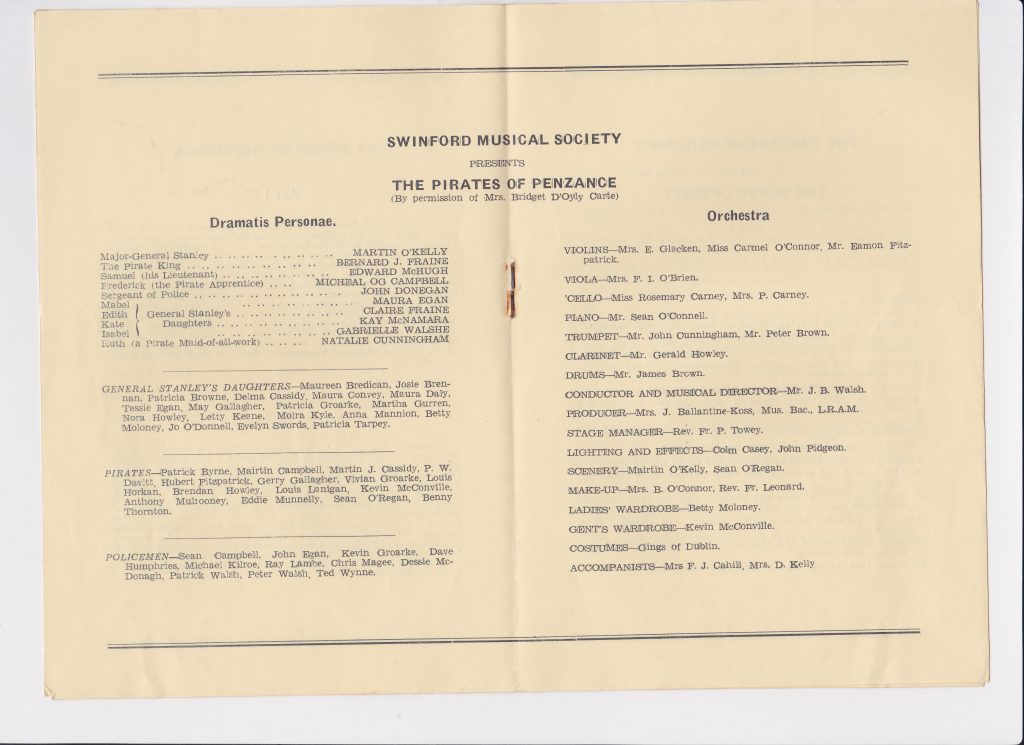 SWINFORD MUSICAL SOCIETY
PRESENTS
THE PIRATES OF PENZANCE
(By permission of Mrs. Bridget D'Oyly Carte)
Dramatis Personae.
Major-General Stanley .. .. .. .. .. .. .. MARTIN O'KELLY
The Pirate King .. .. .. .. .. .. .. .. BERNARD J. FRAINE
Samuel (his Lieutenant) .. .. .. .. .. .. .. EDWARD McHUGH
Frederick (the Pirate Apprentice) .. .. MICHEAL OG CAMPBELL
Sergeant of Police .. .. .. .. .. .. .. .. JOHN DONEGAN
Mabel .. .. .. .. .. .. MAURA EGAN
Edith General Stanley's .. .. .. .. .. .. CLAIRE FRAINE
Kate Daughters .. .. .. .. .. .. .. KAY McNAMARA
Isabel .. .. .. .. .. .. GABRIELLE WALSHE
Ruth (a Pirate Maid-of-all-work) .. .. .. NATALIE CUNNINGHAM
GENERAL STANLEY'S DAUGHTERS—Maureen Bredican, Josie Bren-
nan, Patricia Browne, Delma Cassidy, Maura Convey, Maura Daly,
Tessie Egan, May Gallagher, Patricia Groarke, Martha Gurren,
Nora Howley, Letty Keane, Moira Kyle, Anna Mannion, Betty
Moloney, Jo O'Donnell, Evelyn Swords, Patricia Tarpey.
PIRATES—Patrick Byrne, Mairtin Campbell, Martin J. Cassidy, P. W.
Davitt, Hubert Fitzpatrick, Gerry Gallagher, Vivian Groarke, Louis
Horkan, Brendan Howley, Louis Lanigan, Kevin McConville,
Anthony Mulrooney, Eddie Munnelly, Sean O'Regan, Benny
Thornton.
POLICEMEN—Sean Campbell, John Egan, Kevin Groarke, Dave
Humphries, Michael Kilroe, Ray Lambe, Chris Magee, Dessie Mc-
Donagh, Patrick Walsh, Peter Walsh, Ted Wynne.
Orchestra
VIOLINS—Mrs. E. Glacken, Miss Carmel O'Connor, Mr. Eamon Fitz-
patrick.
VIOLA—Mrs. F. I. O'Brien.
'CELLO—Miss Rosemary Carney, Mrs. P. Carney.
PIANO—Mr. Sean O'Connell.
TRUMPET—Mr. John Cunningham, Mr. Peter Brown.
CLARINET—Mr. Gerald Howley.
DRUMS—Mr. James Brown.
CONDUCTOR AND MUSICAL DIRECTOR—Mr. J. B. Walsh.
PRODUCER—Mrs. J. Ballantine-Koss, Mus. Bac., L.R.A.M.
STAGE MANAGER—Rev. Fr. P. Towey.
LIGHTING AND EFFECTS—Colm Casey, John Pidgeon.
SCENERY—Mairtin O'Kelly, Sean O'Regan.
MAKE-UP—Mrs. B. O'Connor, Rev. Fr. Leonard.
LADIES' WARDROBE—Betty Moloney.
GENT'S WARDROBE—Kevin McConville.
COSTUMES—Gings of Dublin.
ACCOMPANISTS—Mrs F. J. Cahill, Mrs. D. Kelly